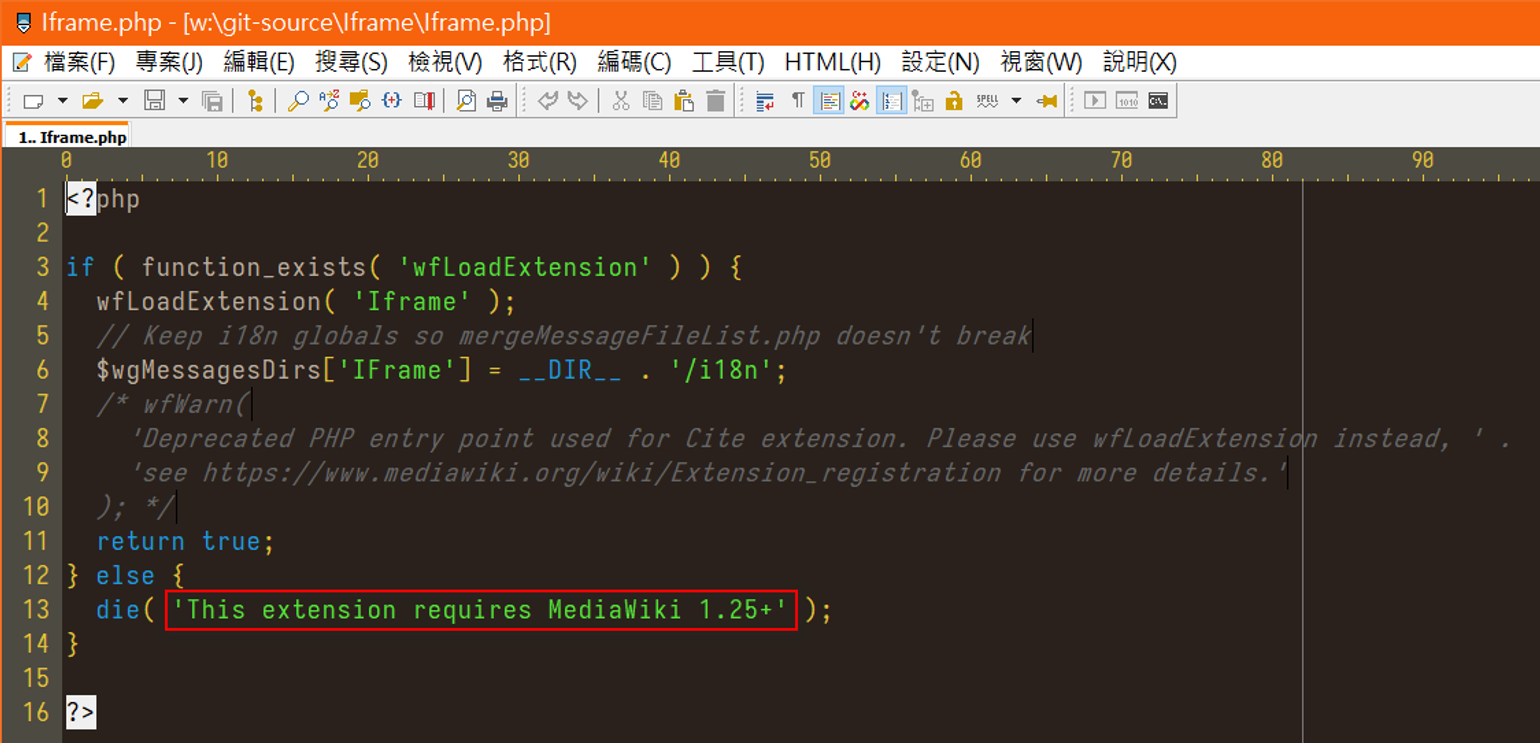 Iframe.php - [w:\git-source\Iframe\Iframe.php]
檔案(F) 專案(J) 編輯(E) 搜尋(S) 檢視(V) 格式(R) 編碼(C) 工具(T) HTML(H) 設定(N) 視窗(W) 說明(X)
1.. Iframe.php
0 10 20 30 40 50 60 70 80 90
1 <?php
2
3 if ( function_exists( 'wfLoadExtension' ) ) {
4 wfLoadExtension( 'Iframe' );
5 // Keep i18n globals so mergeMessageFileList.php doesn't break
6 $wgMessagesDirs['IFrame'] = __DIR__ . '/i18n';
7 /* wfWarn(
8 'Deprecated PHP entry point used for Cite extension. Please use wfLoadExtension instead, ' .
9 'see https://www.mediawiki.org/wiki/Extension_registration for more details.'
10 ); */
11 return true;
12 } else {
13 die( 'This extension requires MediaWiki 1.25+' );
14 }
15
16 ?>